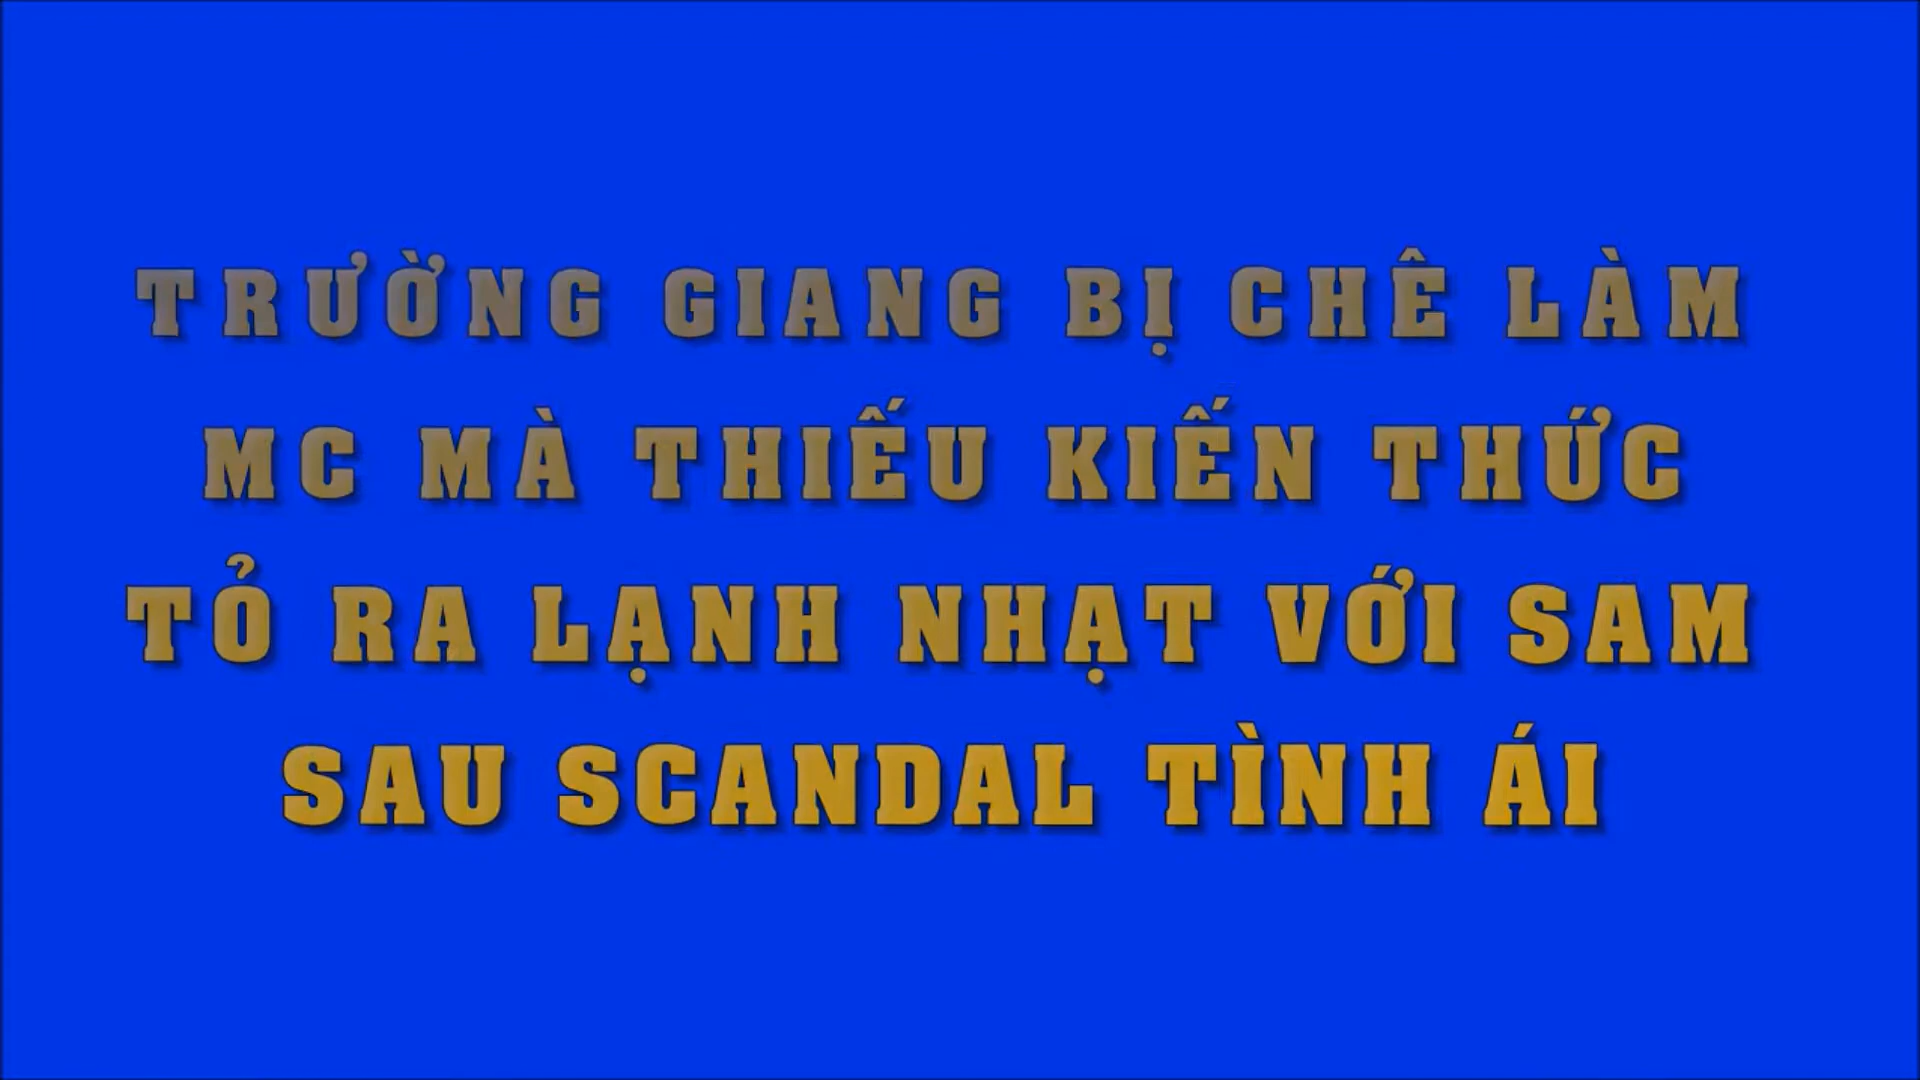 TRƯỜNG GIANG BỊ CHÊ LÀM
MC MÀ THIẾU KIẾN THỨC
TỎ RA LẠNH NHẠT VỚI SAM
SAU SCANDAL TÌNH ÁI